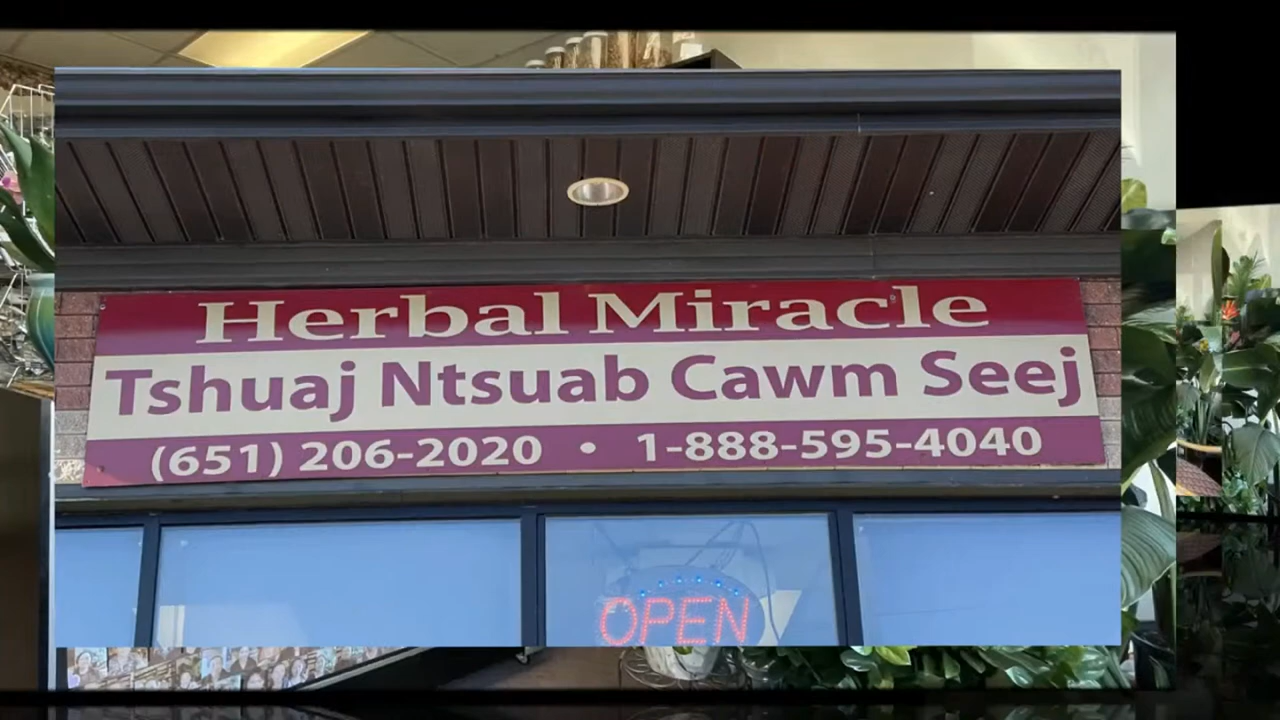 Herbal Miracle
Tshuaj Ntsuab Cawm Seej
(651) 206-2020 • 1-888-595-4040
OPEN